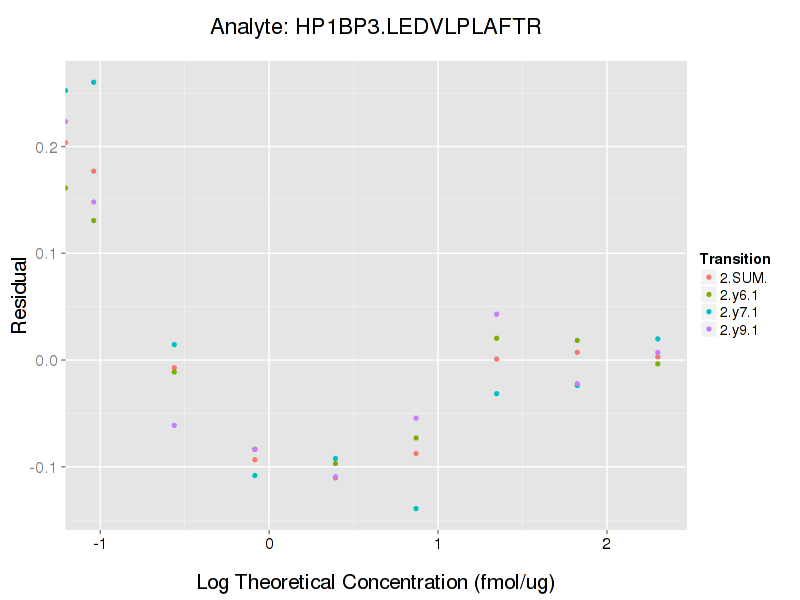 Analyte: HP1BP3.LEDVLPLAFTR
Residual
0.2
0.1
0.0
-0.1
-1 0 1 2
Log Theoretical Concentration (fmol/ug)
Transition
2.SUM.
2.y6.1
2.y7.1
2.y9.1